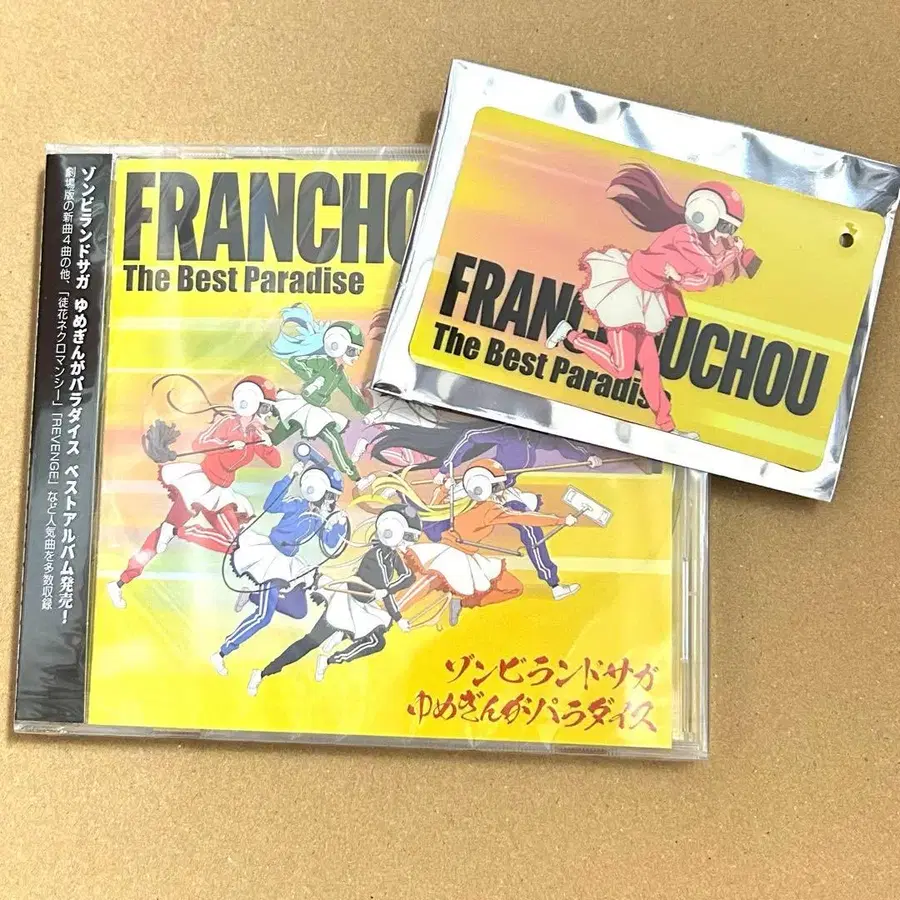 ゾンビランドサガ ゆめぎんがパラダイス ベストアルバム発売!
劇場版の新曲4曲の他、「徒花ネクロマンシー」「REVENGE」など人気曲を多数収録
FRANCHO
The Best Paradise
ゾンビランドサガ
ゆめぎんがパラダイス
FRAN UCHOU
The Best Paradise